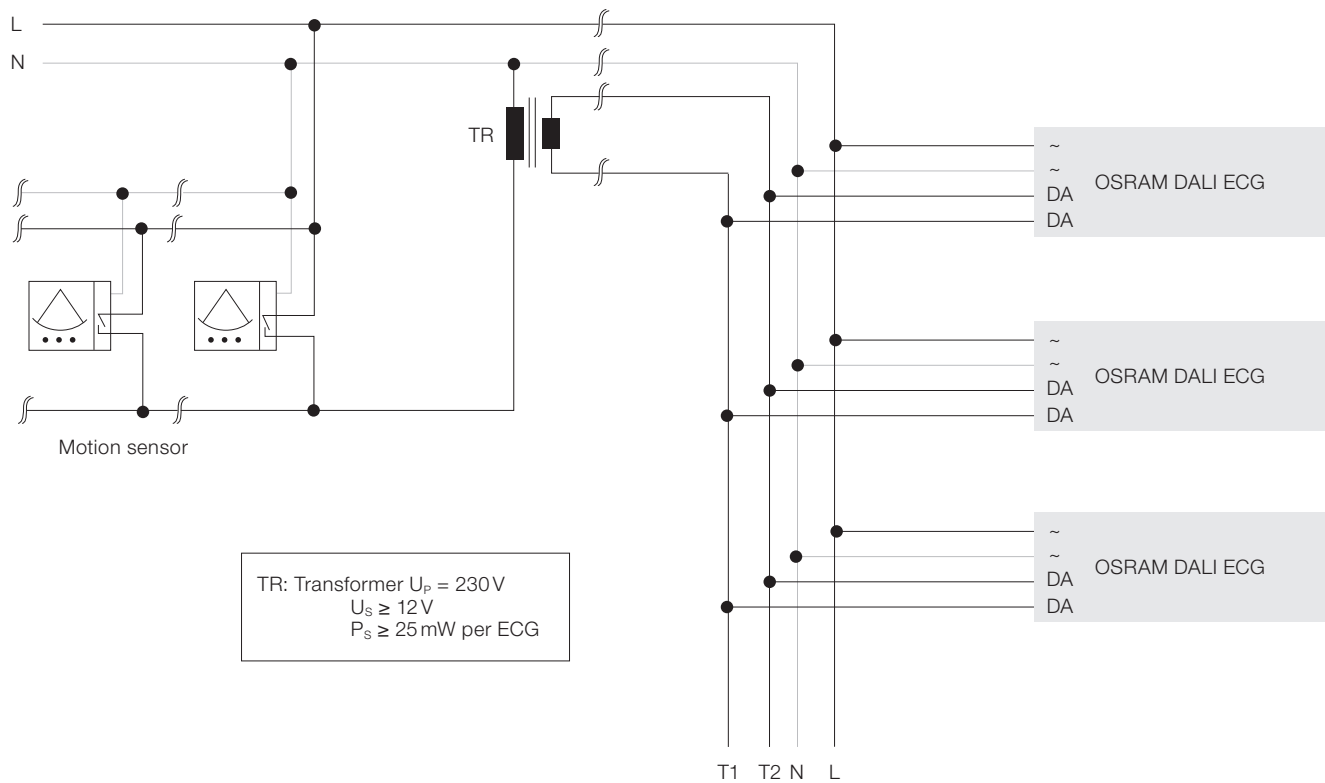 L
N
TR
~
~
DA
DA
OSRAM DALI ECG
~
~
DA
DA
OSRAM DALI ECG
Motion sensor
~
~
DA
DA
OSRAM DALI ECG
TR: Transformer Uₚ = 230 V
Uₛ ≥ 12 V
Pₛ ≥ 25 mW per ECG
T1 T2 N L